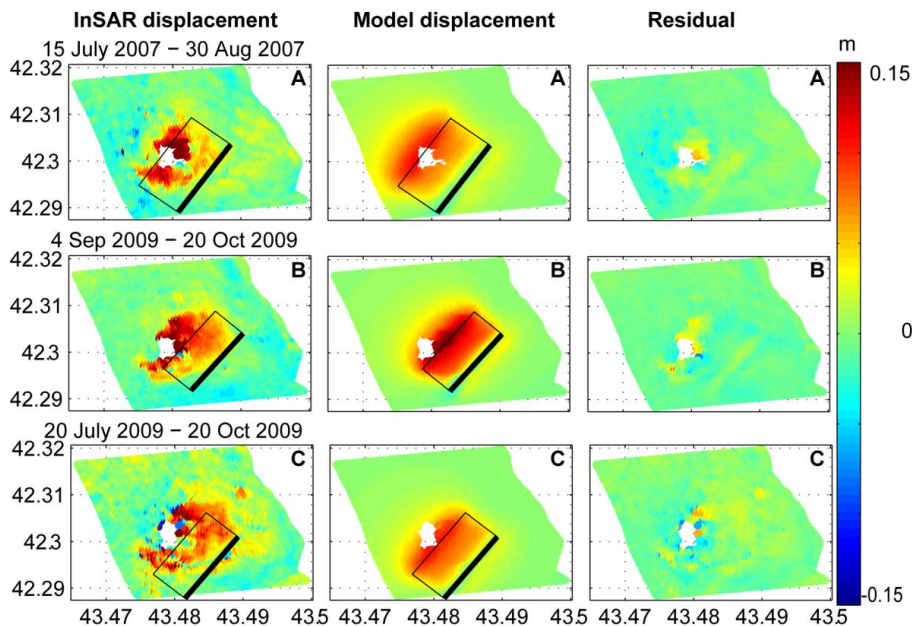 InSAR displacement Model displacement Residual
15 July 2007 − 30 Aug 2007 m
42.32 A A A 0.15
42.31
42.3
42.29
4 Sep 2009 − 20 Oct 2009
42.32 B B B
42.31 0
42.3
42.29
20 July 2009 − 20 Oct 2009
42.32 C C C
42.31
42.3
42.29 -0.15
43.47 43.48 43.49 43.5 43.47 43.48 43.49 43.5 43.47 43.48 43.49 43.5